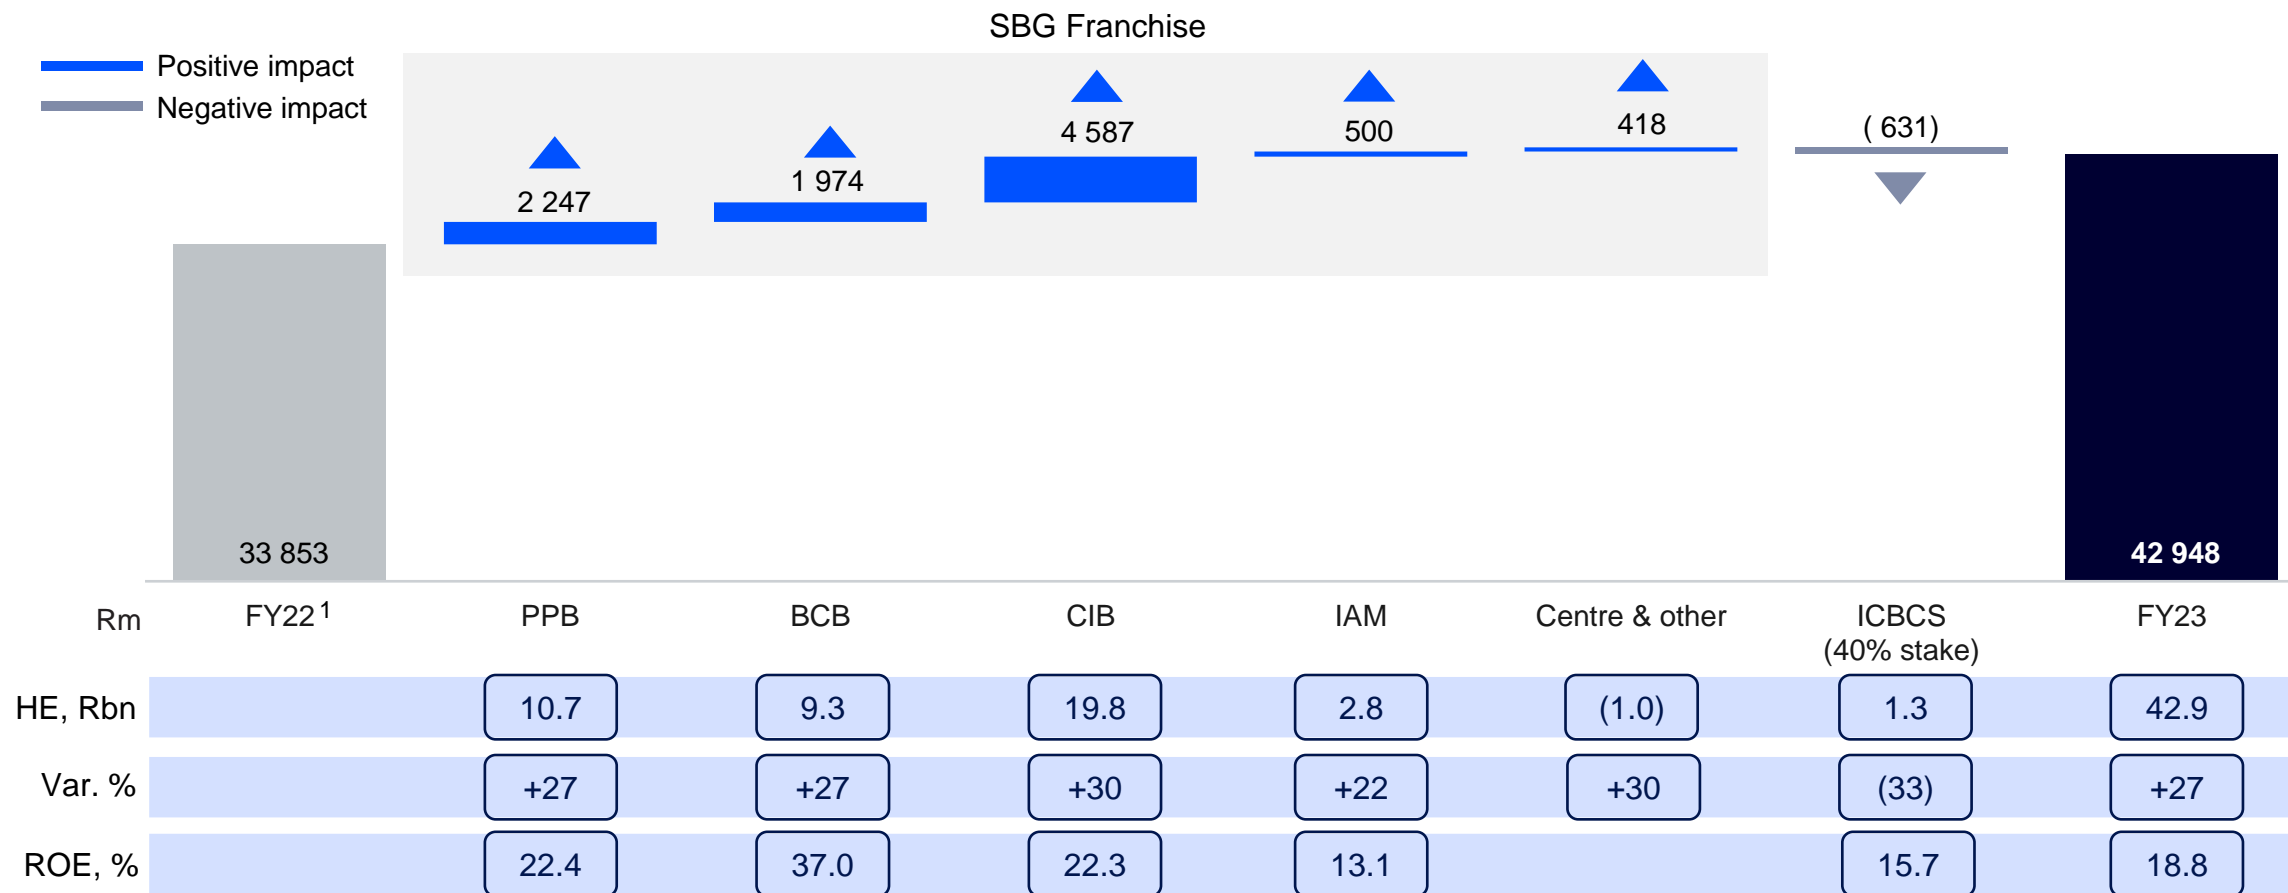 SBG Franchise
Positive impact
Negative impact
2 247
1 974
4 587
500
418
( 631)
33 853
42 948
Rm
FY22 1
PPB
BCB
CIB
IAM
Centre & other
ICBCS
(40% stake)
FY23
HE, Rbn 10.7 9.3 19.8 2.8 (1.0) 1.3 42.9
Var. % +27 +27 +30 +22 +30 (33) +27
ROE, % 22.4 37.0 22.3 13.1 15.7 18.8